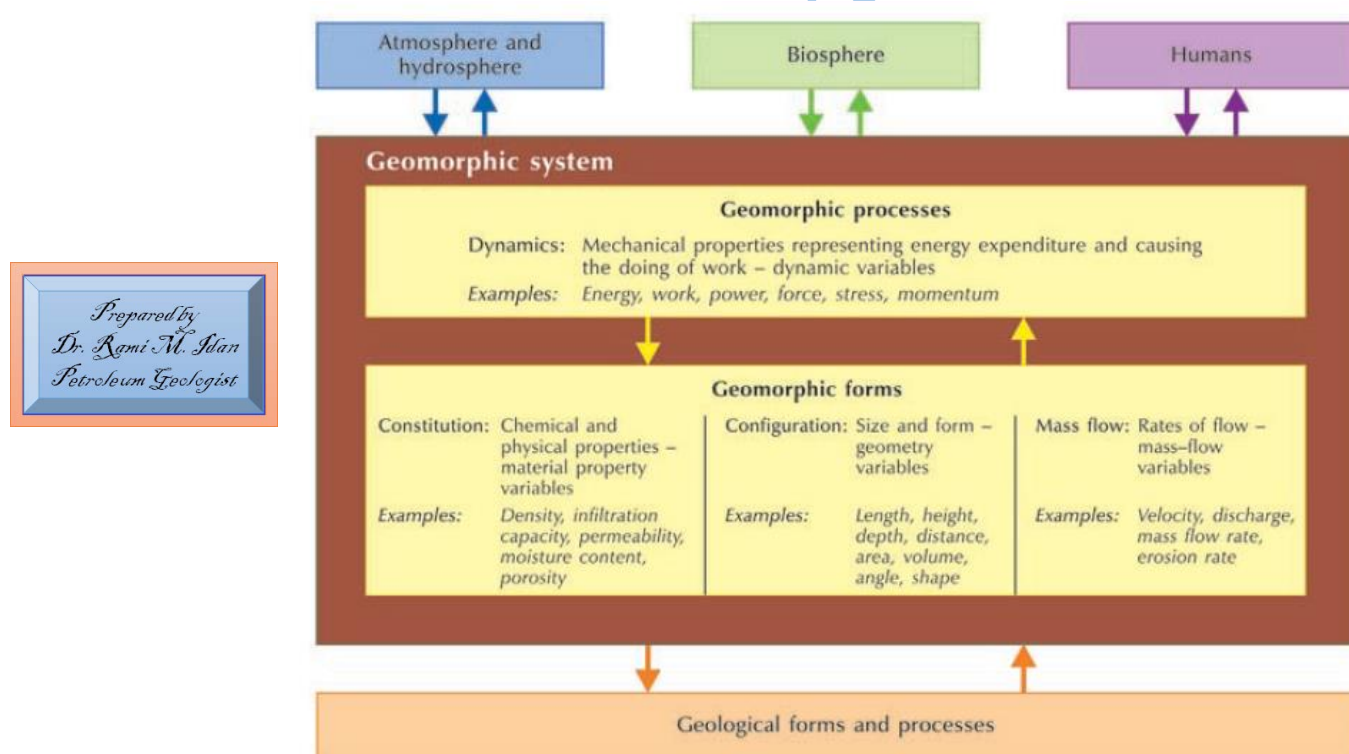 Atmosphere and
hydrosphere
Biosphere
Humans
Geomorphic system
Geomorphic processes
Dynamics: Mechanical properties representing energy expenditure and causing
the doing of work – dynamic variables
Examples: Energy, work, power, force, stress, momentum
Prepared by
Dr. Rami M. Idan
Petroleum Geologist
Geomorphic forms
Constitution: Chemical and
physical properties –
material property
variables
Examples: Density, infiltration
capacity, permeability,
moisture content,
porosity
Configuration: Size and form –
geometry
variables
Examples: Length, height,
depth, distance,
area, volume,
angle, shape
Mass flow: Rates of flow –
mass–flow
variables
Examples: Velocity, discharge,
mass flow rate,
erosion rate
Geological forms and processes